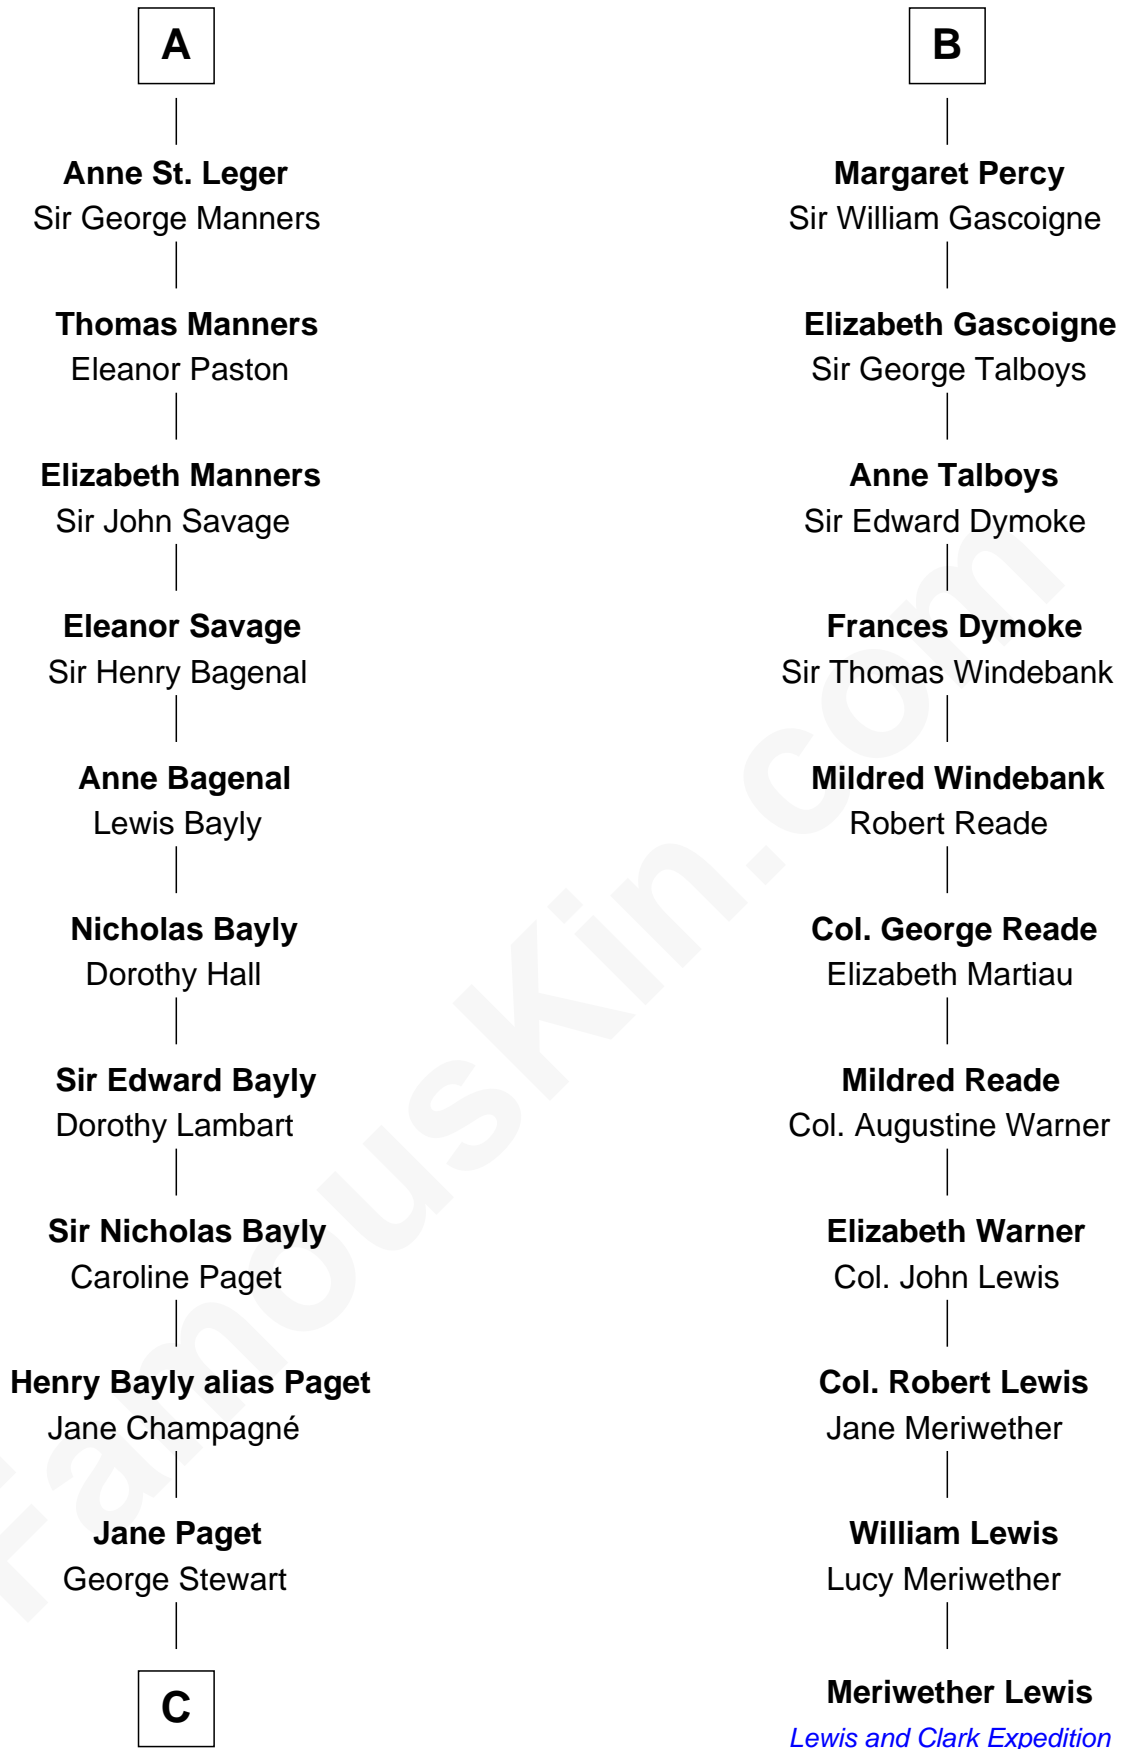 A
Anne St. Leger
Sir George Manners
Thomas Manners
Eleanor Paston
Elizabeth Manners
Sir John Savage
Eleanor Savage
Sir Henry Bagenal
Anne Bagenal
Lewis Bayly
Nicholas Bayly
Dorothy Hall
Sir Edward Bayly
Dorothy Lambart
Sir Nicholas Bayly
Caroline Paget
Henry Bayly alias Paget
Jane Champagné
Jane Paget
George Stewart
C
B
Margaret Percy
Sir William Gascoigne
Elizabeth Gascoigne
Sir George Talboys
Anne Talboys
Sir Edward Dymoke
Frances Dymoke
Sir Thomas Windebank
Mildred Windebank
Robert Reade
Col. George Reade
Elizabeth Martiau
Mildred Reade
Col. Augustine Warner
Elizabeth Warner
Col. John Lewis
Col. Robert Lewis
Jane Meriwether
William Lewis
Lucy Meriwether
Meriwether Lewis
Lewis and Clark Expedition
FamousKin.com